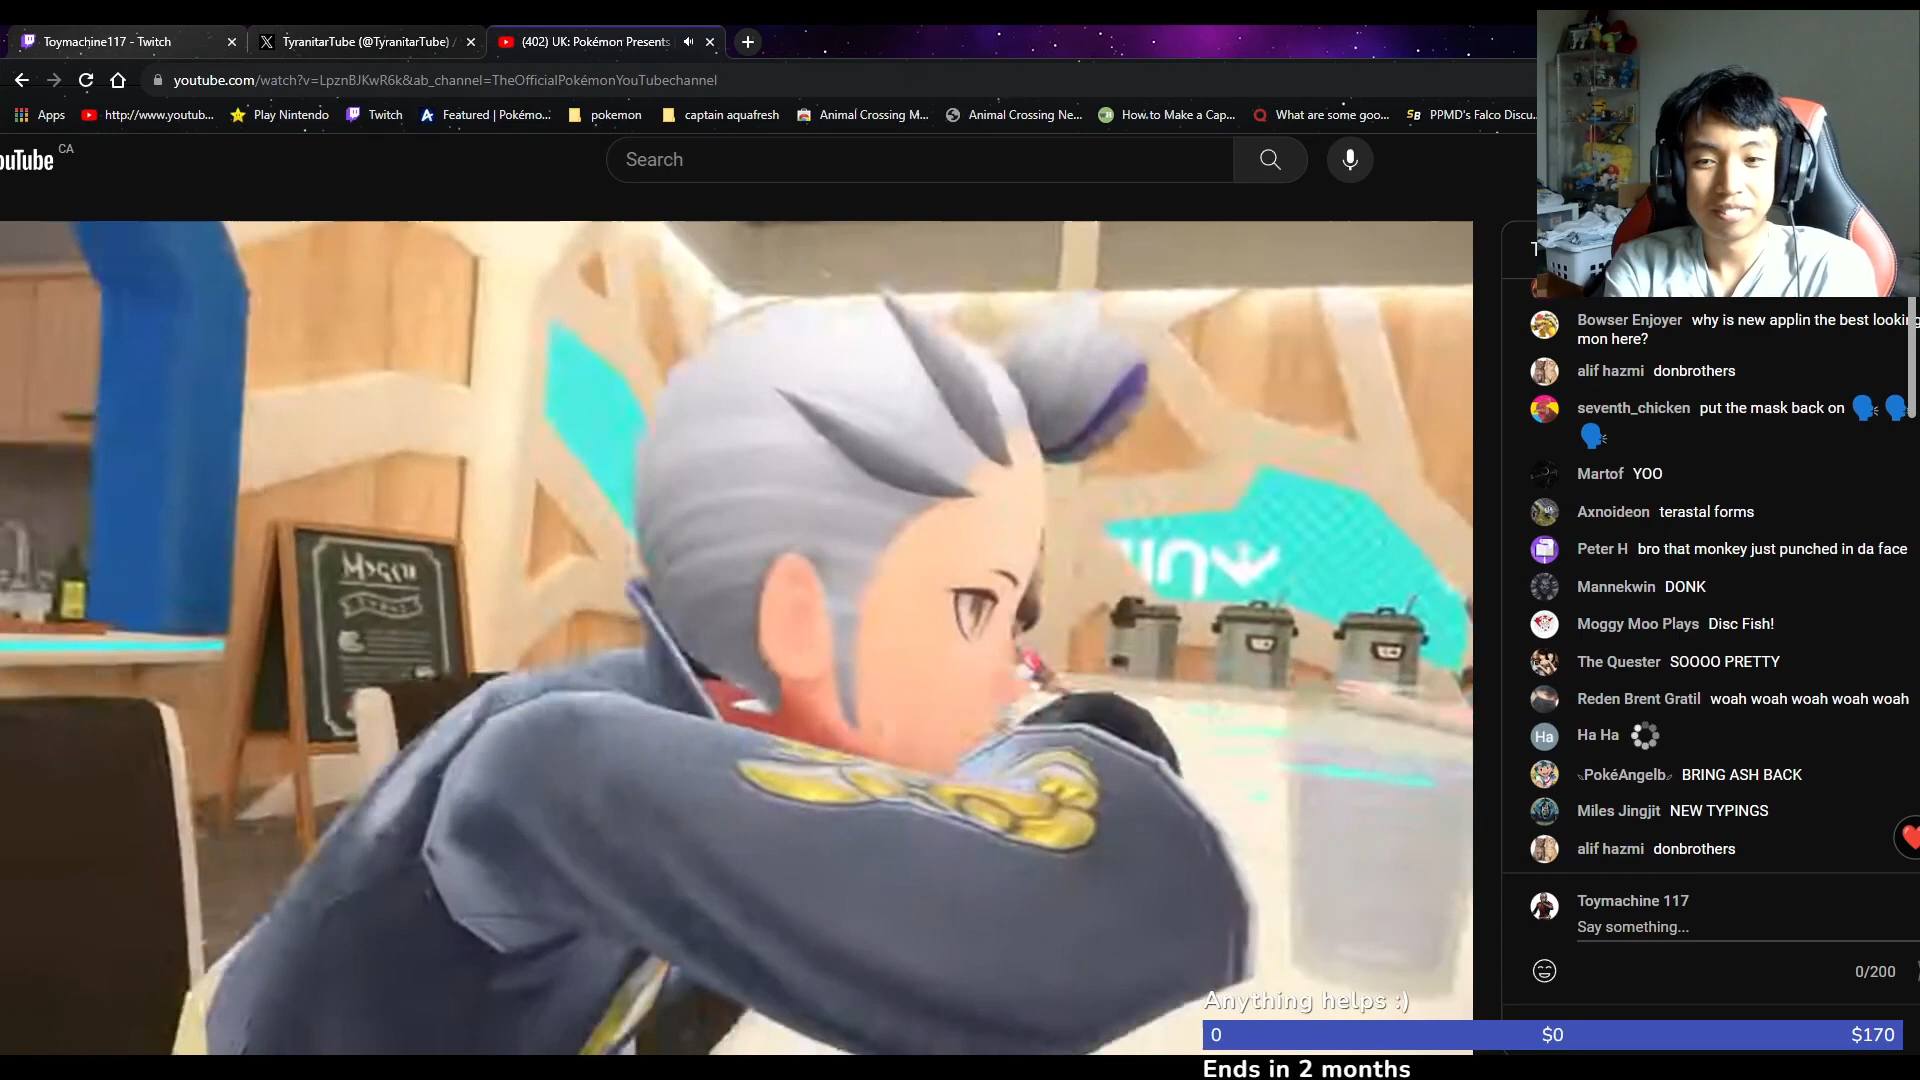 Toymachine117 - Twitch
TyranitarTube (@TyranitarTube) /
(402) UK: Pokémon Presents
youtube.com/watch?v=LpznBJKwR6k&ab_channel=TheOfficialPokémonYouTubechannel
Apps
http://www.youtub...
Play Nintendo
Twitch
Featured | Pokémo...
pokemon
captain aquafresh
Animal Crossing M...
Animal Crossing Ne...
How to Make a Cap...
What are some goo...
PPMD's Falco Discu...
ouTube CA
Search
Bowser Enjoyer why is new applin the best looking
mon here?
alif hazmi donbrothers
seventh_chicken put the mask back on
Martof YOO
Axnoideon terastal forms
Peter H bro that monkey just punched in da face
Mannekwin DONK
Moggy Moo Plays Disc Fish!
The Quester SOOOO PRETTY
Reden Brent Gratil woah woah woah woah woah
Ha Ha Ha
PokéAngelb BRING ASH BACK
Miles Jingjit NEW TYPINGS
alif hazmi donbrothers
Toymachine 117
Say something...
0/200
Anything helps :)
0 $0 $170
Ends in 2 months